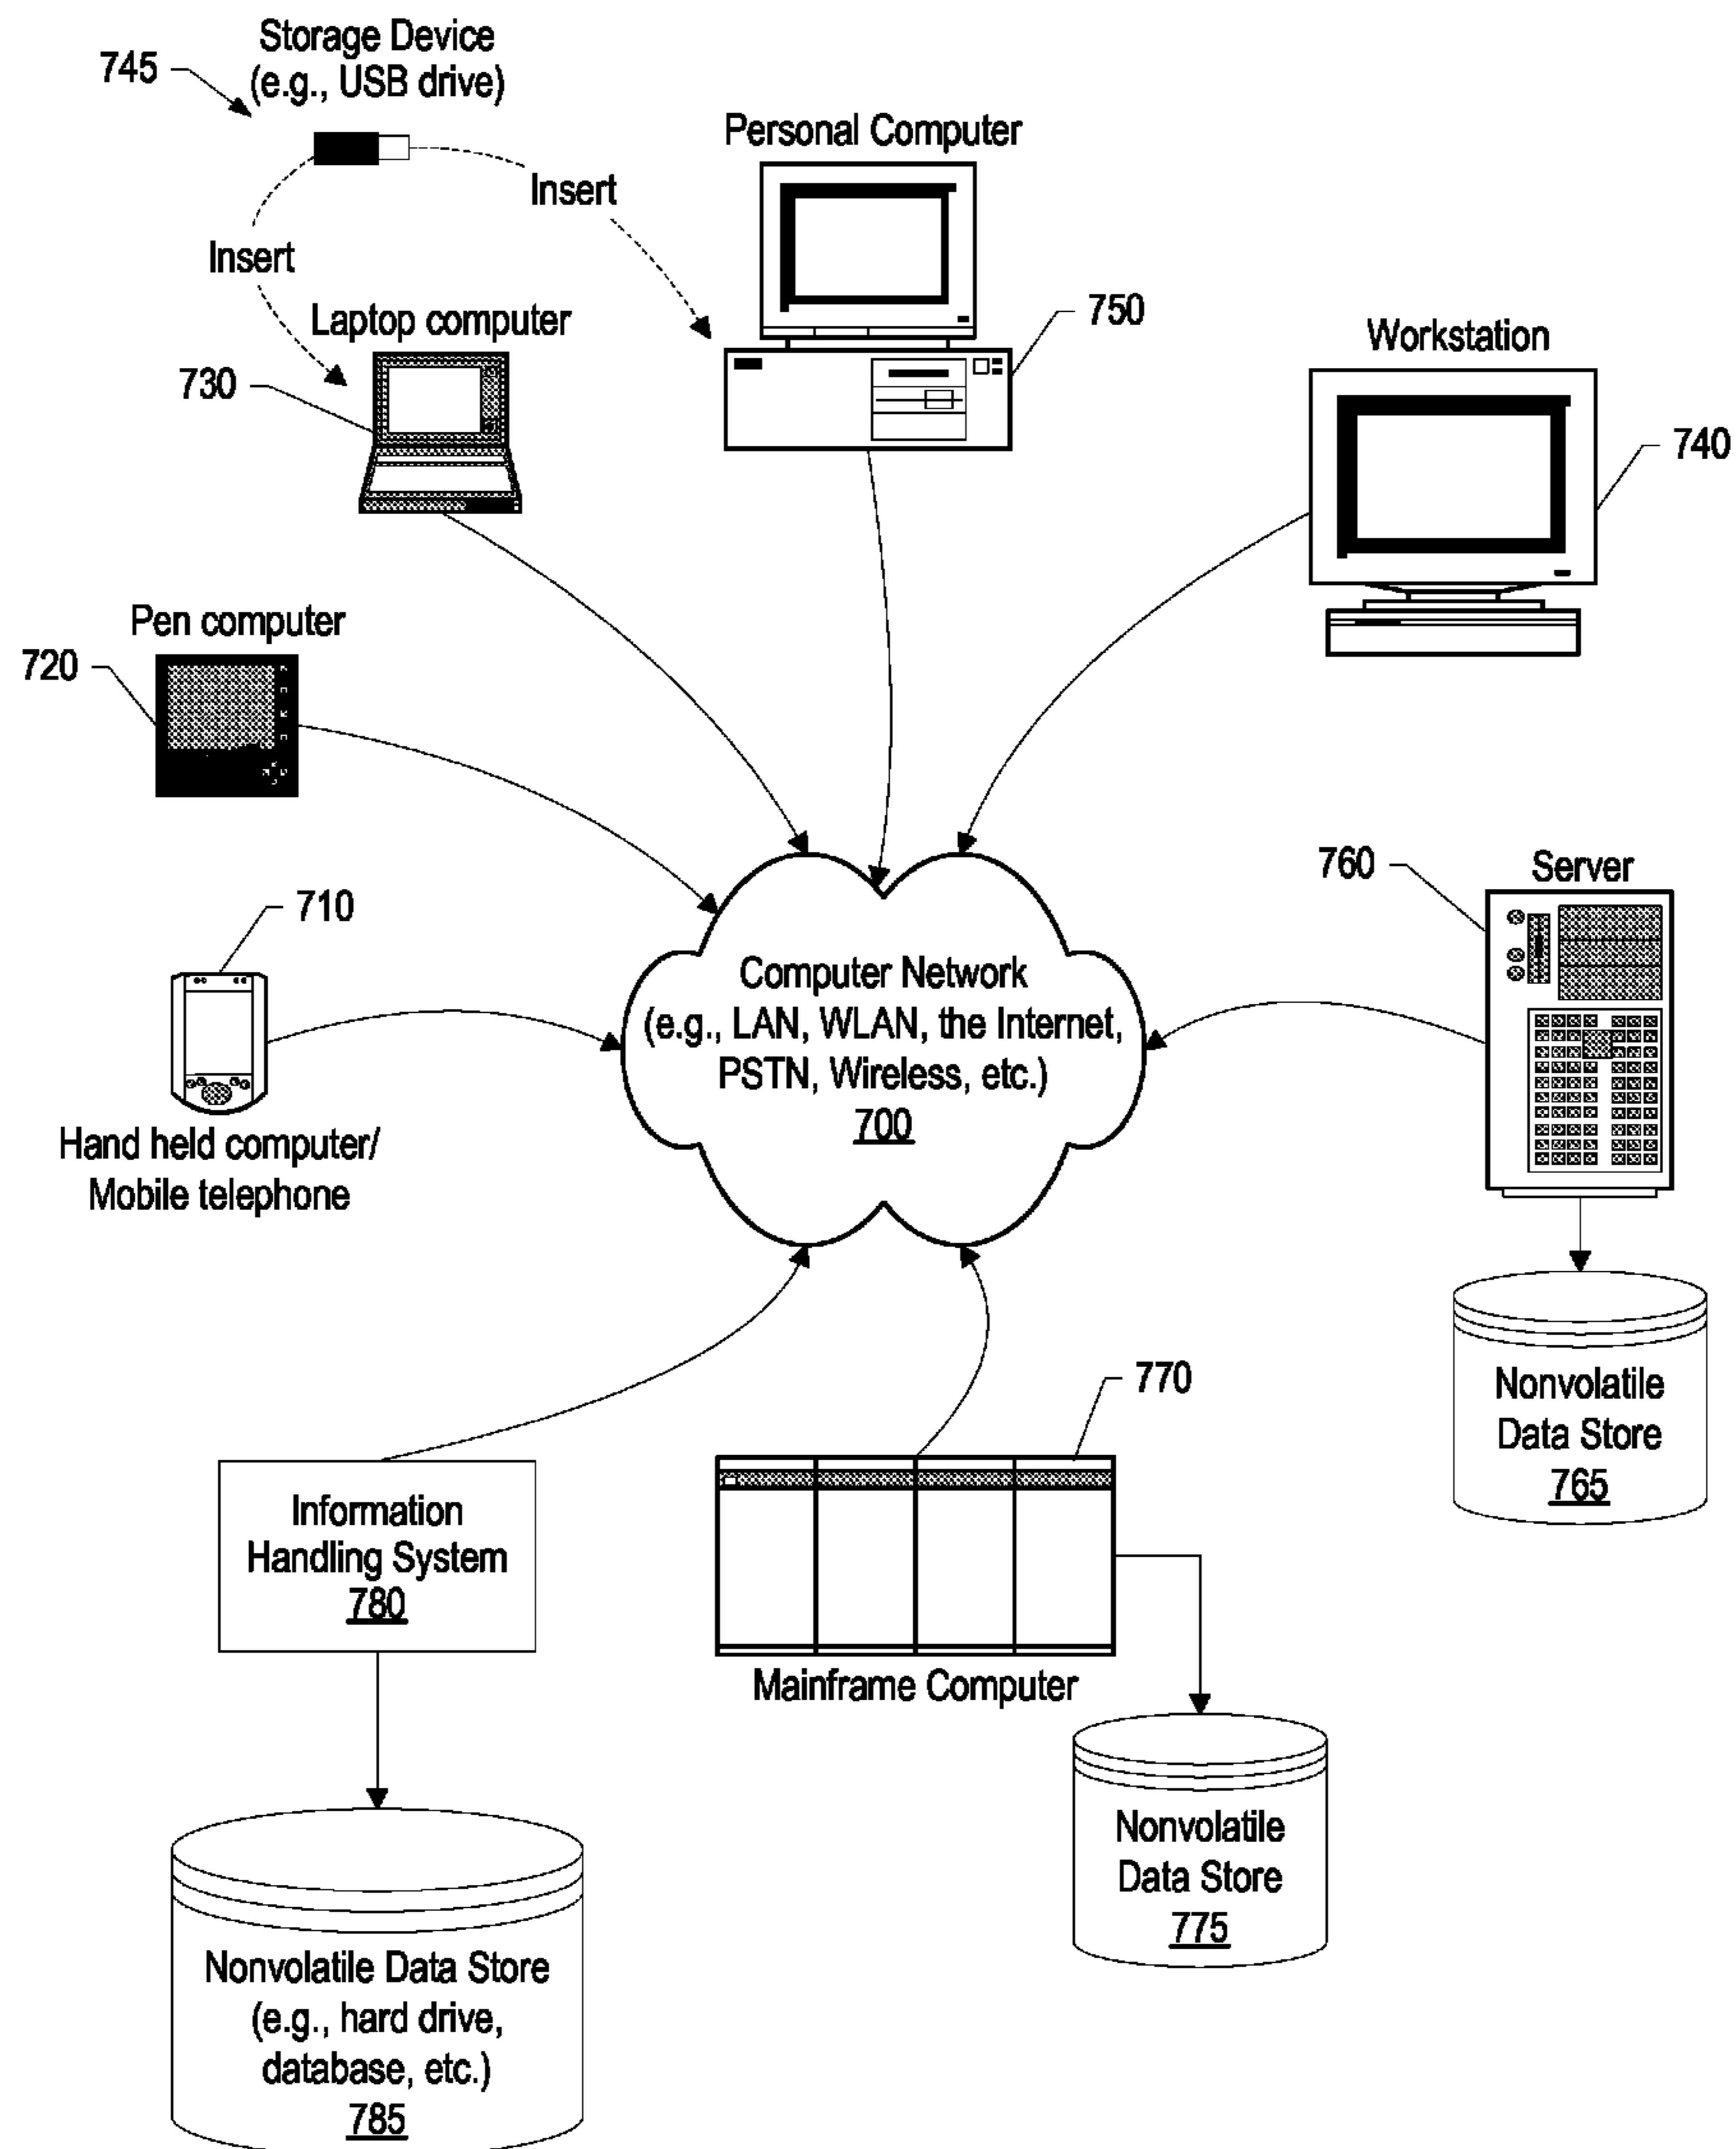 Storage Device
(e.g., USB drive)
745
Personal Computer
Insert
Insert
Laptop computer
750
Workstation
730
740
Pen computer
720
760
Server
710
Computer Network
(e.g., LAN, WLAN, the Internet,
PSTN, Wireless, etc.)
700
Hand held computer/
Mobile telephone
770
Nonvolatile
Data Store
765
Information
Handling System
780
Mainframe Computer
Nonvolatile
Data Store
775
Nonvolatile Data Store
(e.g., hard drive,
database, etc.)
785